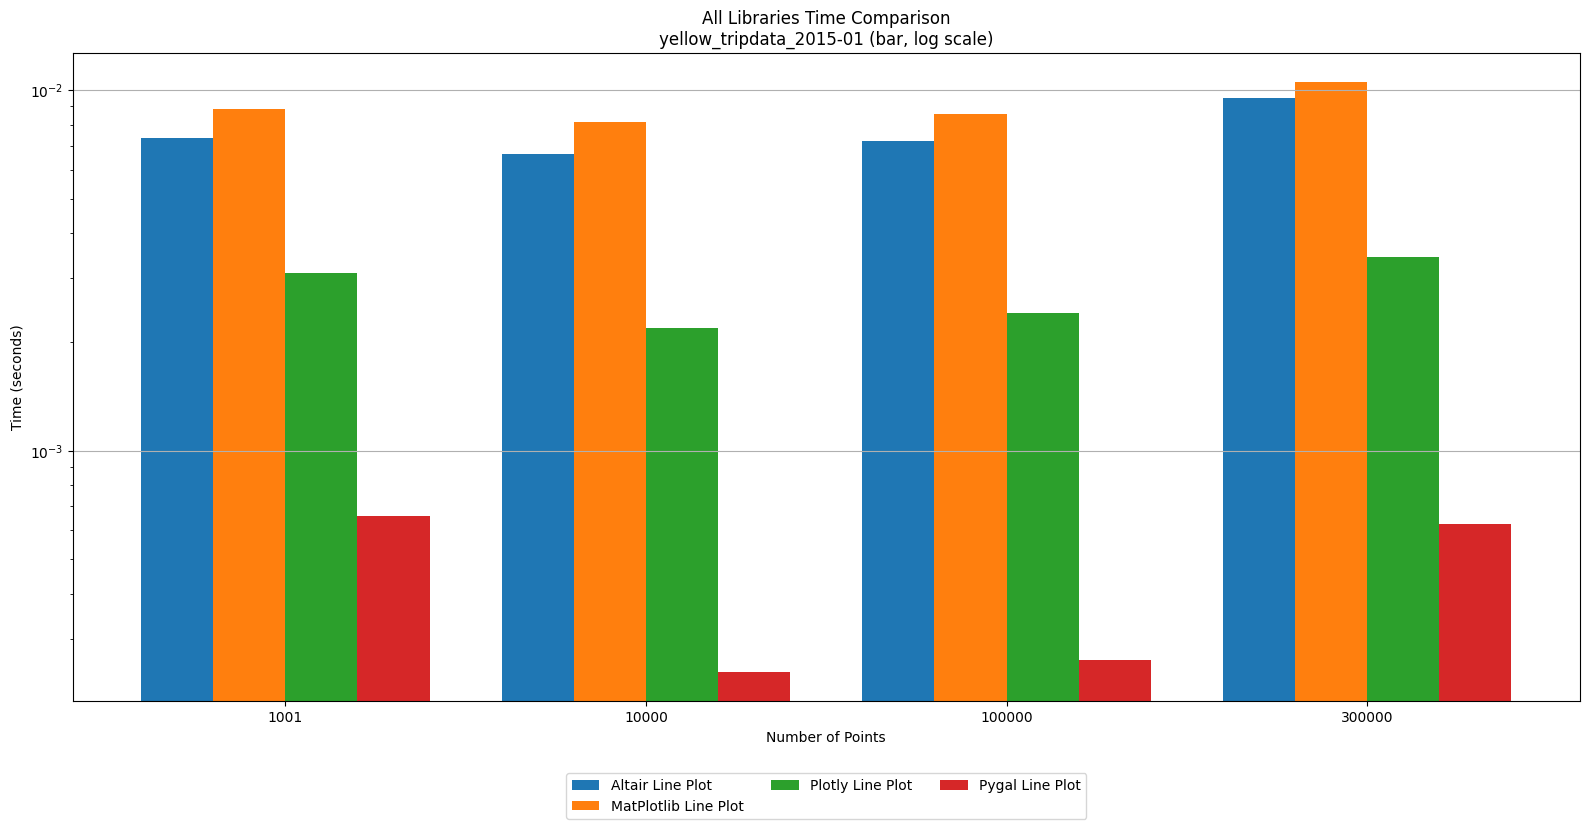 All Libraries Time Comparison
yellow_tripdata_2015-01 (bar, log scale)
Time (seconds)
10⁻²
10⁻³
1001
10000
100000
300000
Number of Points
Altair Line Plot
MatPlotlib Line Plot
Plotly Line Plot
Pygal Line Plot